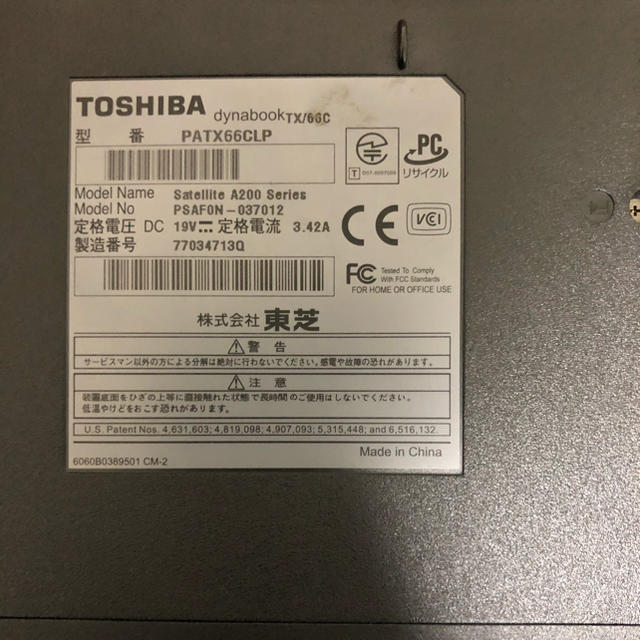 TOSHIBA dynabook TX/66C
型 番 PATX66CLP
Model Name Satellite A200 Series
Model No PSAF0N-037012
定格電圧 DC 19V 定格電流 3.42A
製造番号 77034713Q
T D07-0097005
PC
リサイクル
CE
VCI
FC Tested To Comply
With FCC Standards
FOR HOME OR OFFICE USE
株式会社 東芝
警 告
サービスマン以外の方による分解は絶対に行わないでください。感電や故障の恐れがあります。
注 意
装置底面をひざの上等に直接触れた状態で長時間のご使用はしないでください。
低温やけどをおこす恐れがあります。
U.S. Patent Nos. 4,631,603; 4,819,098; 4,907,093; 5,315,448; and 6,516,132.
Made in China
6060B0389501 CM-2